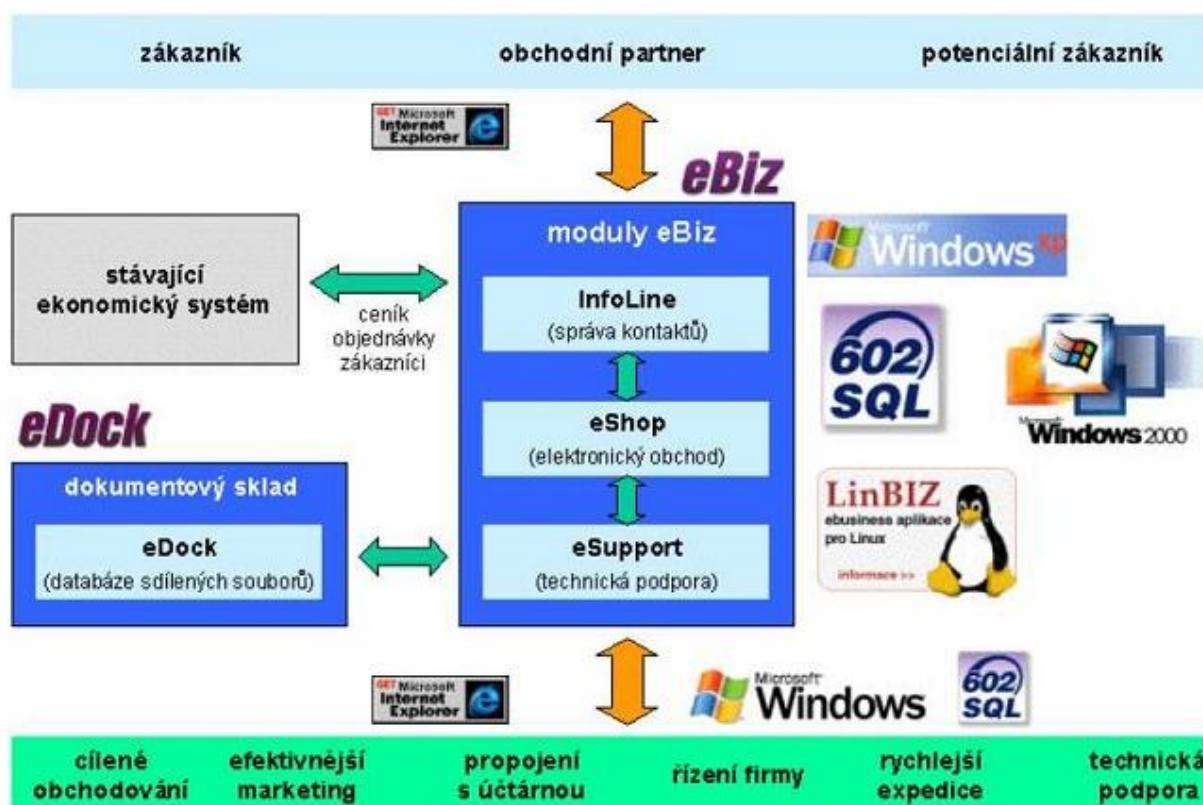 zákazník
obchodní partner
potenciální zákazník
GET Microsoft
Internet
Explorer
eBiz
moduly eBiz
Microsoft
Windows xp
stávající
ekonomický systém
ceník
objednávky
zákazníci
InfoLine
(správa kontaktů)
602
SQL
Microsoft
Windows 2000
eDock
eShop
(elektronický obchod)
dokumentový sklad
eDock
(databáze sdílených souborů)
eSupport
(technická podpora)
LinBIZ
ebusiness aplikace
pro Linux
informace >>
GET Microsoft
Internet
Explorer
Microsoft
Windows
602
SQL
cílené
obchodování
efektivnější
marketing
propojení
s účtárnou
řízení firmy
rychlejší
expedice
technická
podpora